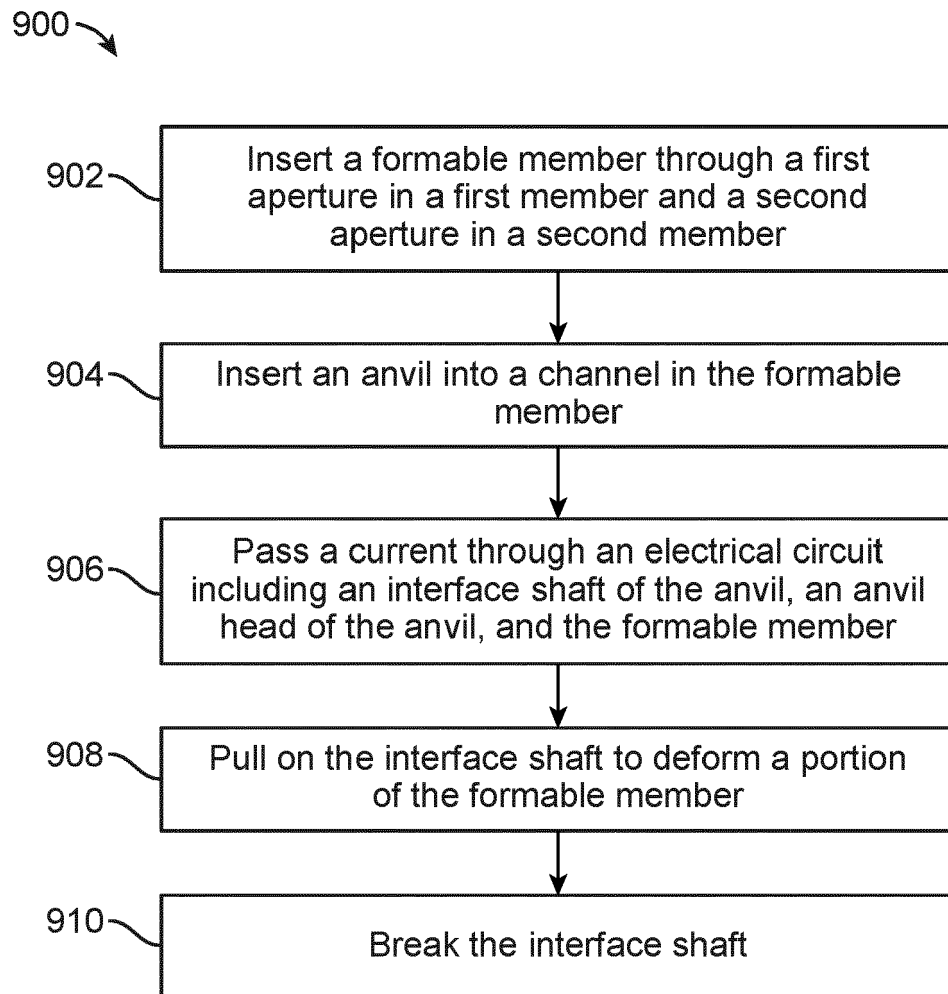 900
902
Insert a formable member through a first
aperture in a first member and a second
aperture in a second member
904
Insert an anvil into a channel in the formable
member
906
Pass a current through an electrical circuit
including an interface shaft of the anvil, an anvil
head of the anvil, and the formable member
908
Pull on the interface shaft to deform a portion
of the formable member
910
Break the interface shaft